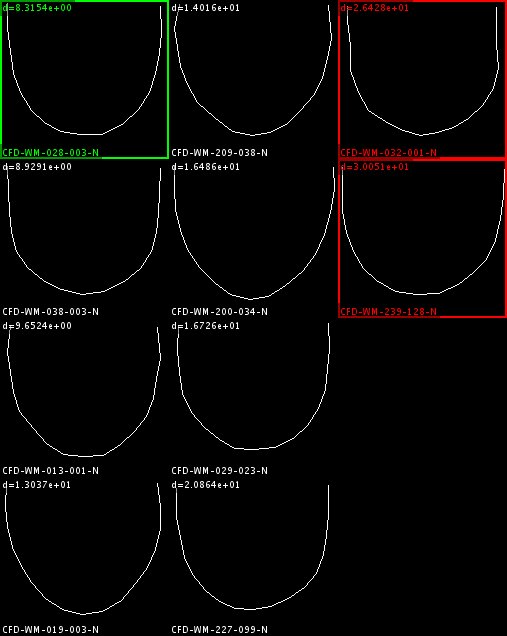 d=8.3154e+00
CFD-WM-028-003-N
d=1.4016e+01
CFD-WM-209-038-N
d=2.6428e+01
CFD-WM-032-001-N
d=8.9291e+00
CFD-WM-038-003-N
d=1.6486e+01
CFD-WM-200-034-N
d=3.0051e+01
CFD-WM-239-128-N
d=9.6524e+00
CFD-WM-013-001-N
d=1.6726e+01
CFD-WM-029-023-N
d=1.3037e+01
CFD-WM-019-003-N
d=2.0864e+01
CFD-WM-227-099-N